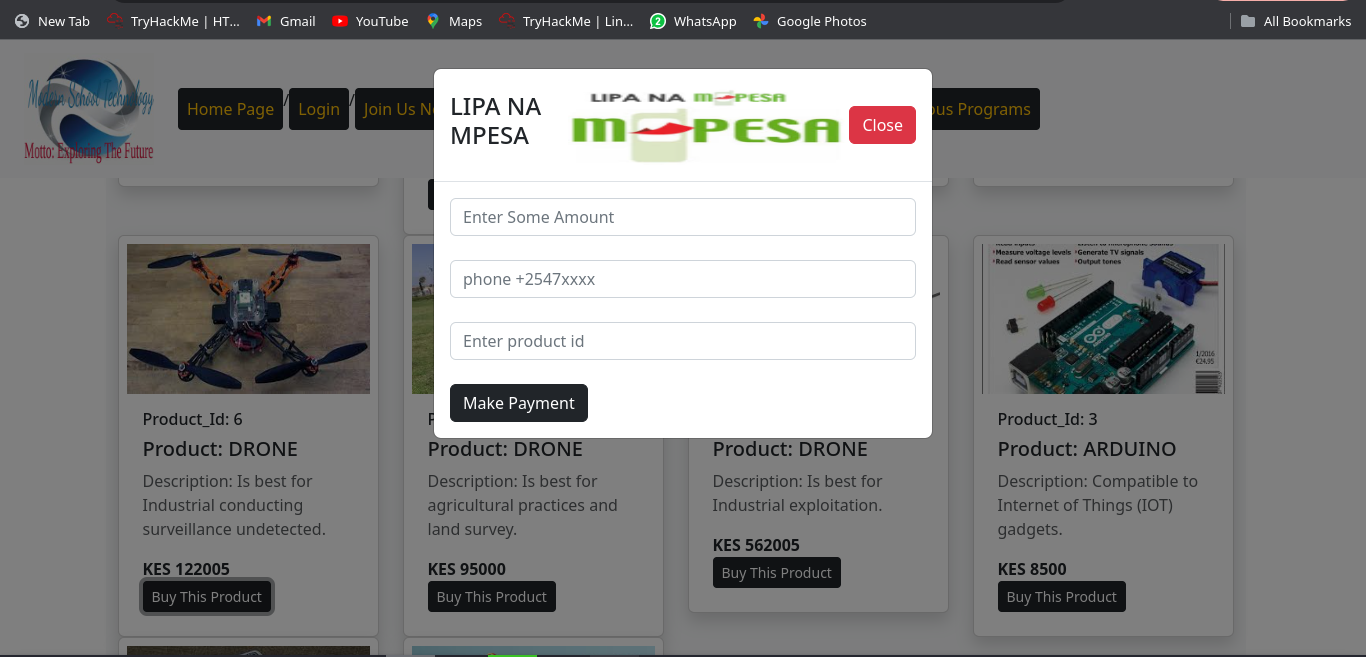 New Tab
TryHackMe | HT...
Gmail
YouTube
Maps
TryHackMe | Lin...
WhatsApp
Google Photos
All Bookmarks
Modern School Technology
Motto: Exploring The Future
Home Page / Login / Join Us
Programs
LIPA NA
MPESA
LIPA NA M-PESA
M-PESA
Close
Enter Some Amount
phone +2547xxxx
Enter product id
Make Payment
Measure voltage levels
Generate TV signals
Read sensor values
Output tones
1/2016
€24,95
Product_Id: 6
Product: DRONE
Description: Is best for
Industrial conducting
surveillance undetected.
KES 122005
Buy This Product
Product: DRONE
Description: Is best for
agricultural practices and
land survey.
KES 95000
Buy This Product
Product: DRONE
Description: Is best for
Industrial exploitation.
KES 562005
Buy This Product
Product_Id: 3
Product: ARDUINO
Description: Compatible to
Internet of Things (IOT)
gadgets.
KES 8500
Buy This Product